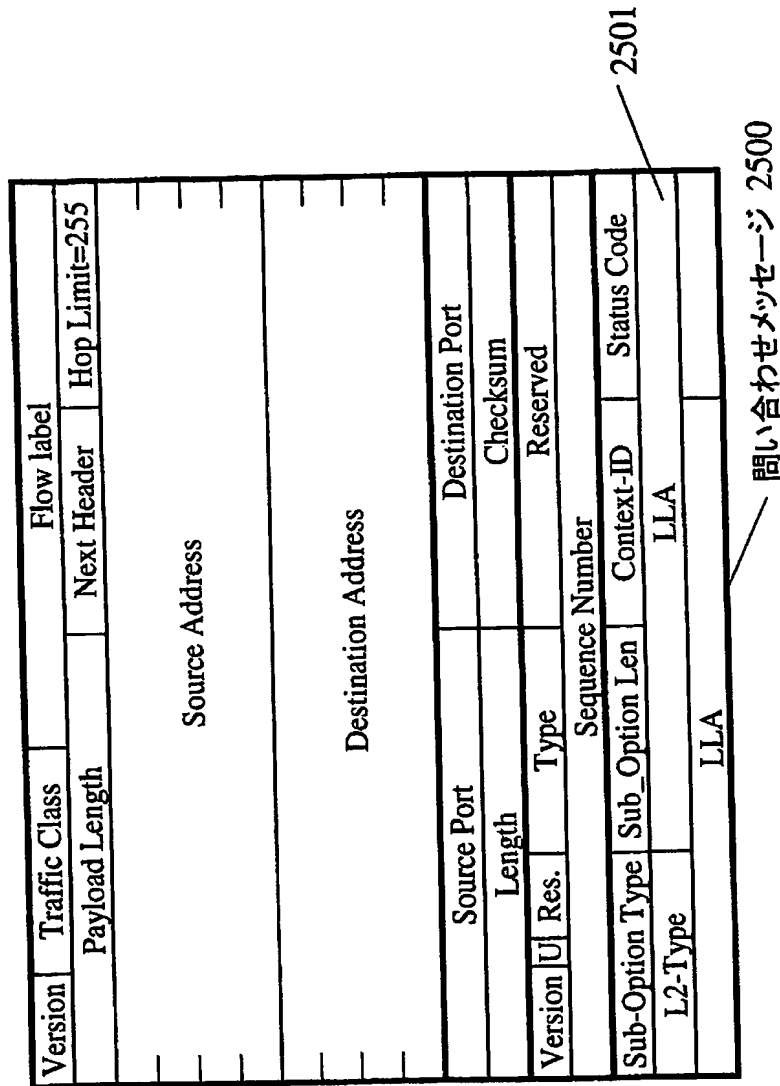 Version Traffic Class Flow label
Payload Length Next Header Hop Limit=255
Source Address
Destination Address
Source Port Destination Port
Length Checksum
Version U Res. Type Reserved
Sequence Number
Sub-Option Type Sub_Option Len Context-ID Status Code
L2-Type LLA
LLA
2501
問い合わせメッセージ 2500